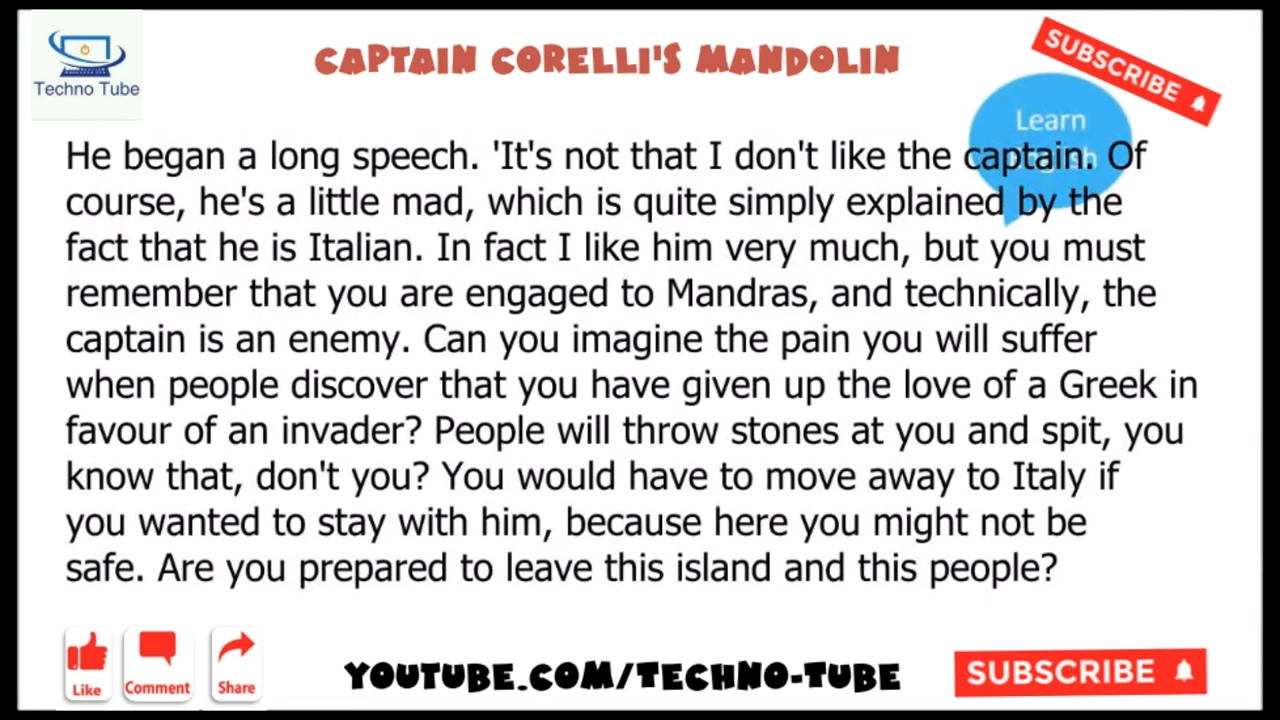 CAPTAIN CORELLI'S MANDOLIN
SUBSCRIBE
Techno Tube
Learn
He began a long speech. 'It's not that I don't like the captain. Of
course, he's a little mad, which is quite simply explained by the
fact that he is Italian. In fact I like him very much, but you must
remember that you are engaged to Mandras, and technically, the
captain is an enemy. Can you imagine the pain you will suffer
when people discover that you have given up the love of a Greek in
favour of an invader? People will throw stones at you and spit, you
know that, don't you? You would have to move away to Italy if
you wanted to stay with him, because here you might not be
safe. Are you prepared to leave this island and this people?
Like
Comment
Share
YOUTUBE.COM/TECHNO-TUBE
SUBSCRIBE